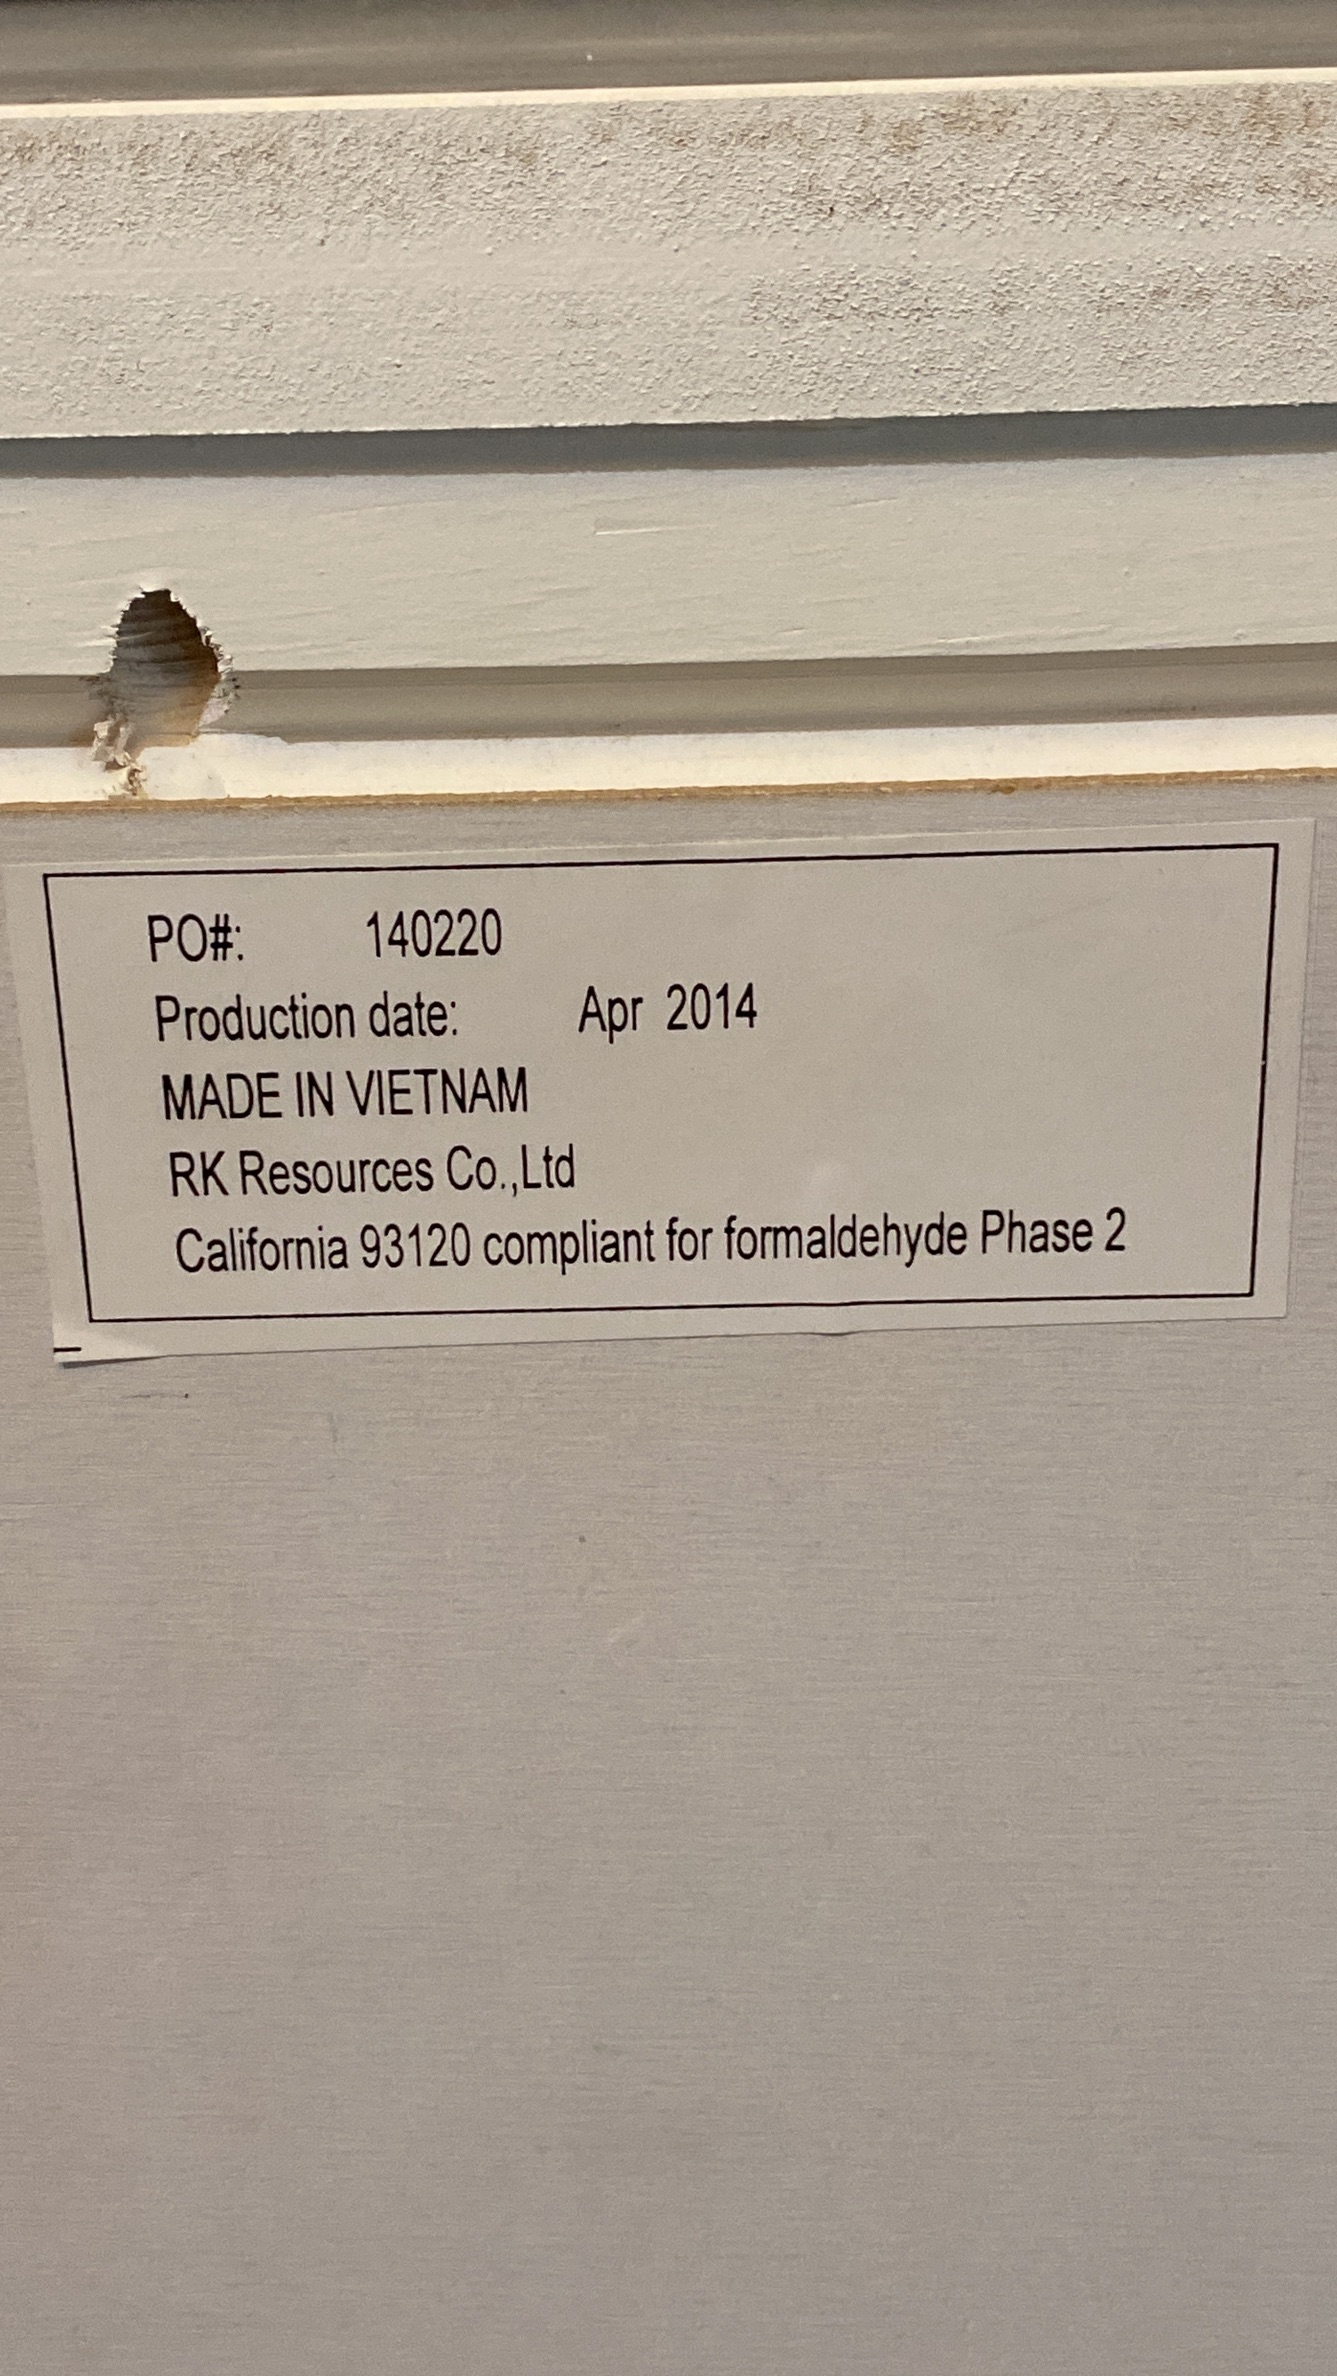 PO#: 140220
Production date: Apr 2014
MADE IN VIETNAM
RK Resources Co.,Ltd
California 93120 compliant for formaldehyde Phase 2